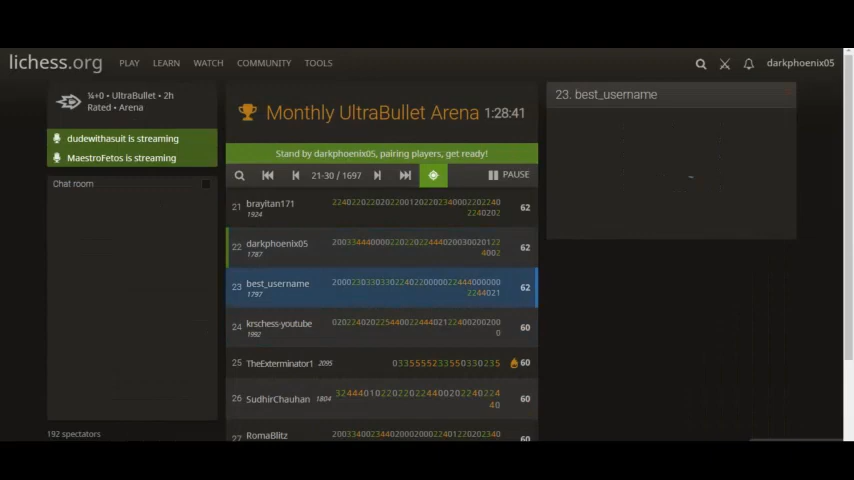 lichess.org PLAY LEARN WATCH COMMUNITY TOOLS darkphoenix05
¼+0 • UltraBullet • 2h
Rated • Arena
dudewithasuit is streaming
MaestroFetos is streaming
Chat room
192 spectators
Monthly UltraBullet Arena 1:28:41
Stand by darkphoenix05, pairing players, get ready!
21-30 / 1697 PAUSE
21 brayitan171 62
1924
22 darkphoenix05 62
1787
23 best_username 62
1797
24 krschess-youtube 60
1992
25 TheExterminator1 2095 0335555233550330235 60
26 SudhirChauhan 1804 60
27 RomaBlitz 60
23. best_username